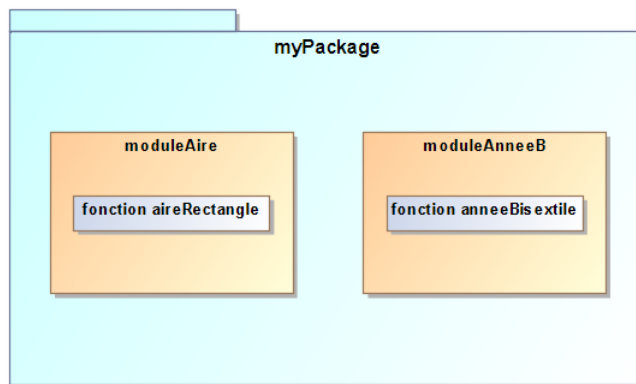 myPackage
moduleAire
moduleAnneeB
fonction aireRectangle
fonction anneeBisextile